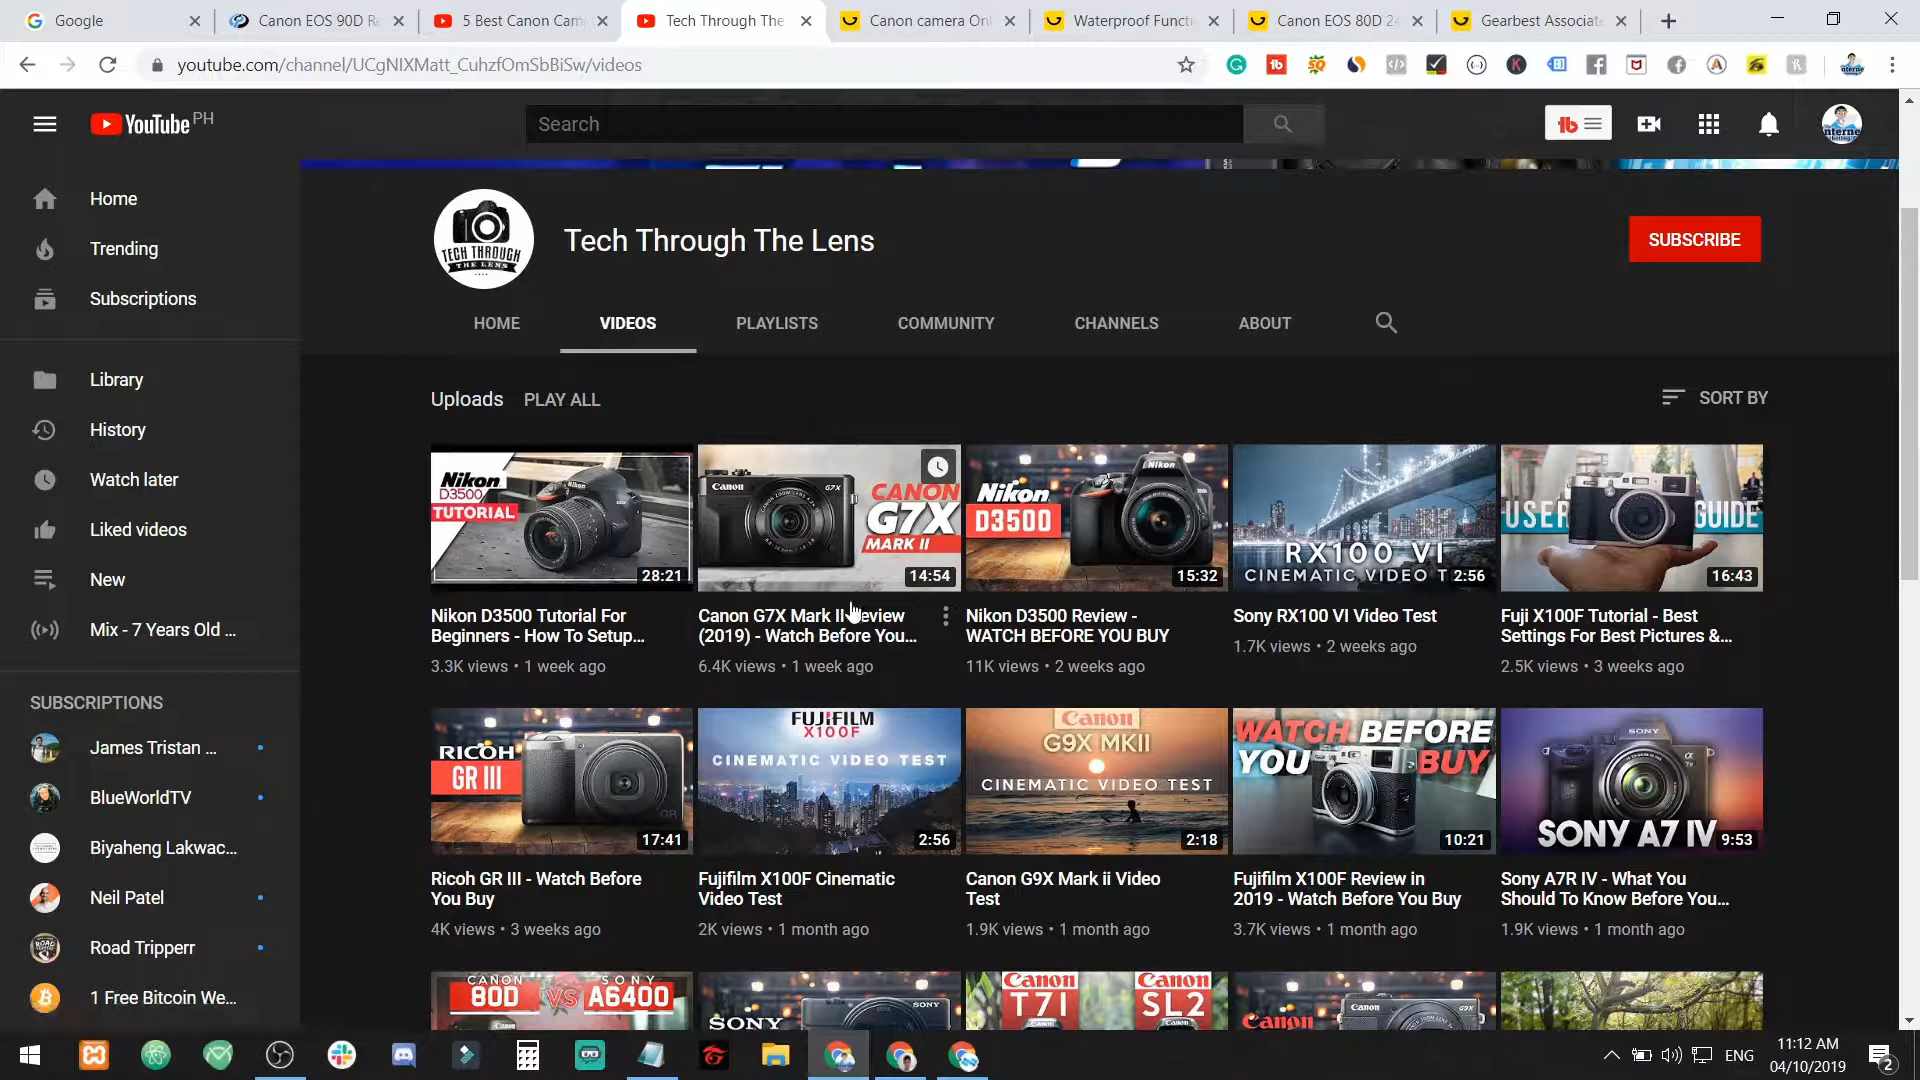 Google
Canon EOS 90D R
5 Best Canon Cam
Tech Through The
Canon camera On
Waterproof Functi
Canon EOS 80D 24
Gearbest Associat
youtube.com/channel/UCgNIXMatt_CuhzfOmSbBiSw/videos
YouTube PH
Search
Home
Trending
Subscriptions
Library
History
Watch later
Liked videos
New
Mix - 7 Years Old ...
SUBSCRIPTIONS
James Tristan ...
BlueWorldTV
Biyaheng Lakwac...
Neil Patel
Road Tripperr
1 Free Bitcoin We...
TECH THROUGH
THE LENS
Tech Through The Lens
SUBSCRIBE
HOME
VIDEOS
PLAYLISTS
COMMUNITY
CHANNELS
ABOUT
Uploads
PLAY ALL
SORT BY
Nikon
D3500
TUTORIAL
28:21
Canon
G7X
CANON
G7X
MARK II
14:54
Nikon
Nikon
D3500
15:32
RX100 VI
CINEMATIC VIDEO T
2:56
USER GUIDE
16:43
Nikon D3500 Tutorial For
Beginners - How To Setup...
3.3K views • 1 week ago
Canon G7X Mark II Review
(2019) - Watch Before You...
6.4K views • 1 week ago
Nikon D3500 Review -
WATCH BEFORE YOU BUY
11K views • 2 weeks ago
Sony RX100 VI Video Test
1.7K views • 2 weeks ago
Fuji X100F Tutorial - Best
Settings For Best Pictures &...
2.5K views • 3 weeks ago
RICOH
GR III
GR
17:41
FUJIFILM
X100F
CINEMATIC VIDEO TEST
2:56
Canon
G9X MKII
CINEMATIC VIDEO TEST
2:18
WATCH BEFORE
YOU BUY
10:21
SONY
SONY A7 IV
9:53
Ricoh GR III - Watch Before
You Buy
4K views • 3 weeks ago
Fujifilm X100F Cinematic
Video Test
2K views • 1 month ago
Canon G9X Mark ii Video
Test
1.9K views • 1 month ago
Fujifilm X100F Review in
2019 - Watch Before You Buy
3.7K views • 1 month ago
Sony A7R IV - What You
Should To Know Before You...
1.9K views • 1 month ago
CANON
80D
VS
SONY
A6400
SONY
SONY
Canon
T7I
Canon
SL2
Canon
Canon
G9X
ENG
11:12 AM
04/10/2019
2